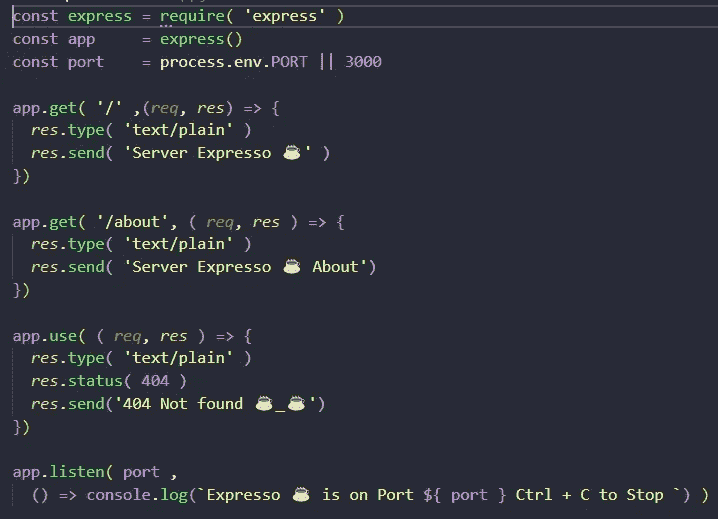 const express = require( 'express' )
const app     = express()
const port    = process.env.PORT || 3000
app.get( '/' ,(req, res) => {
  res.type( 'text/plain' )
  res.send( 'Server Expresso ☕' )
})
app.get( '/about', ( req, res ) => {
  res.type( 'text/plain' )
  res.send( 'Server Expresso ☕ About')
})
app.use( ( req, res ) => {
  res.type( 'text/plain' )
  res.status( 404 )
  res.send('404 Not found ☕_☕')
})
app.listen( port ,
  () => console.log(`Expresso ☕ is on Port ${ port } Ctrl + C to Stop `) )